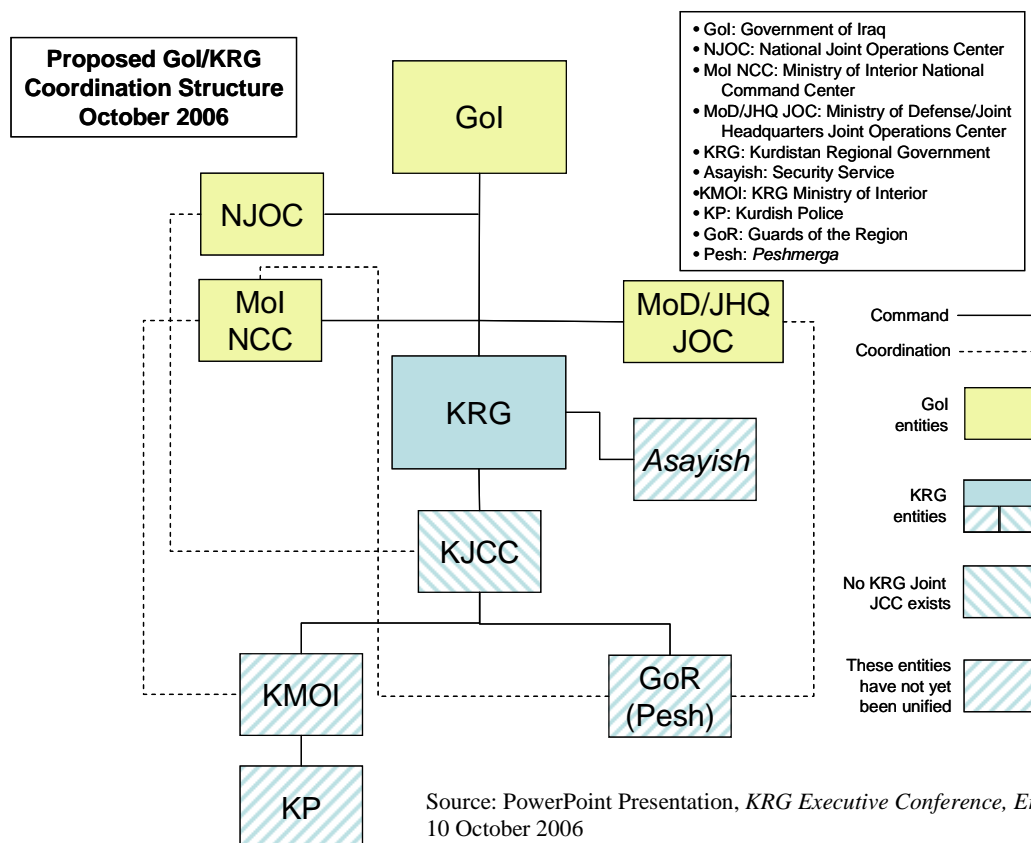 Proposed GoI/KRG
Coordination Structure
October 2006
• GoI: Government of Iraq
• NJOC: National Joint Operations Center
• MoI NCC: Ministry of Interior National
Command Center
• MoD/JHQ JOC: Ministry of Defense/Joint
Headquarters Joint Operations Center
• KRG: Kurdistan Regional Government
• Asayish: Security Service
•KMOI: KRG Ministry of Interior
• KP: Kurdish Police
• GoR: Guards of the Region
• Pesh: Peshmerga
GoI
NJOC
MoI
NCC
MoD/JHQ
JOC
KRG
Asayish
KJCC
KMOI
GoR
(Pesh)
KP
Command
Coordination
GoI
entities
KRG
entities
No KRG Joint
JCC exists
These entities
have not yet
been unified
Source: PowerPoint Presentation, KRG Executive Conference,
10 October 2006